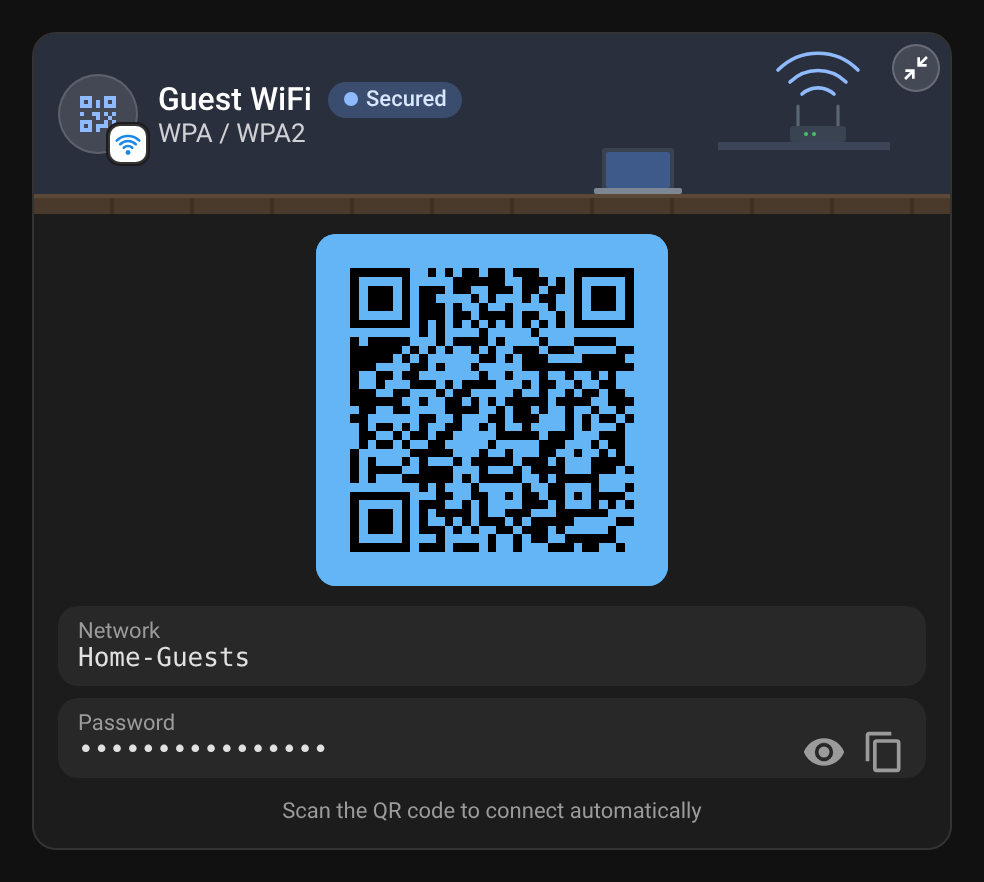 Guest WiFi
Secured
WPA / WPA2
Network
Home-Guests
Password
••••••••••••••••
Scan the QR code to connect automatically